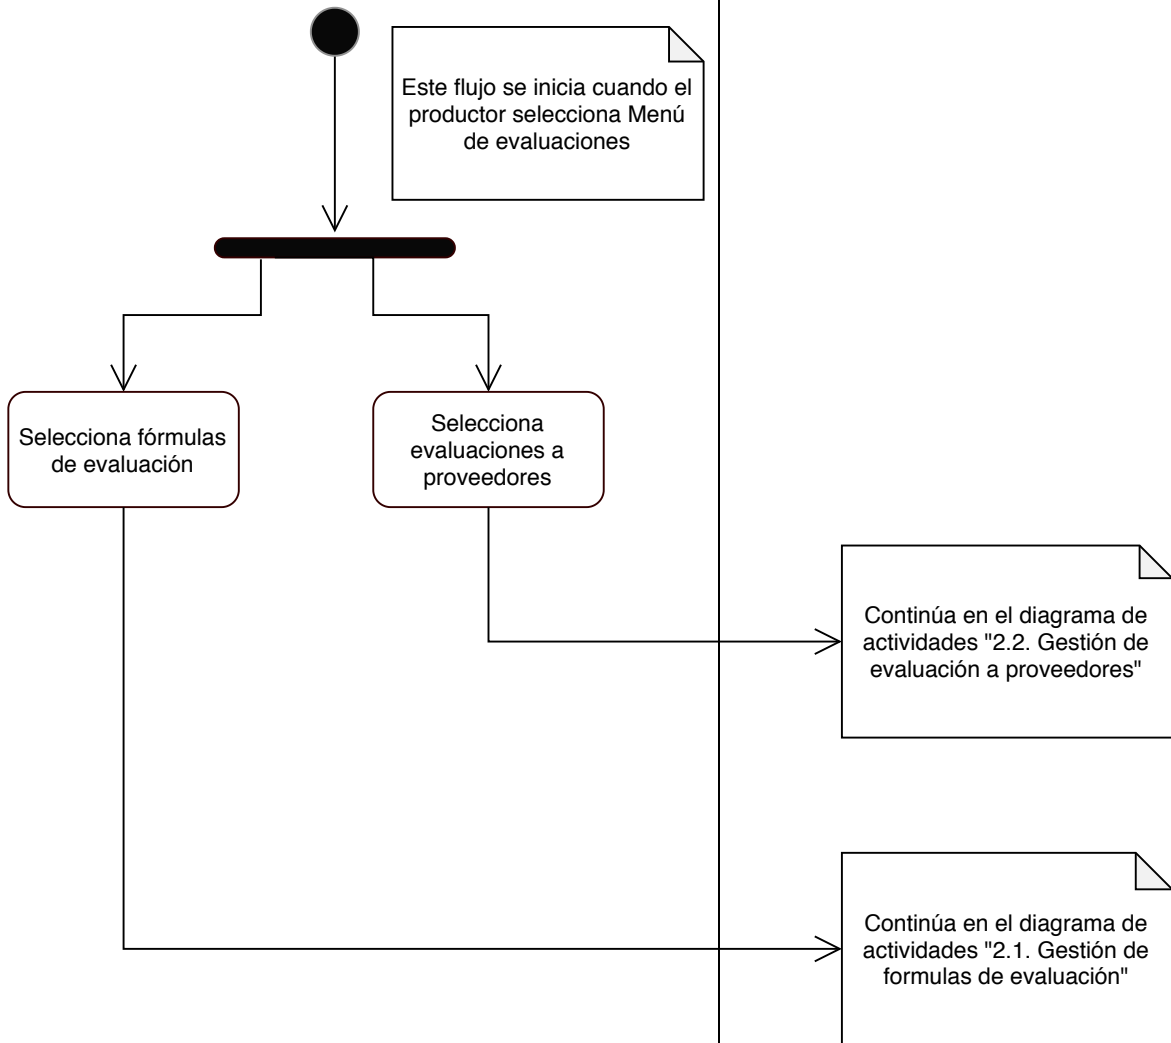 Este flujo se inicia cuando el
productor selecciona Menú
de evaluaciones
Selecciona fórmulas
de evaluación
Selecciona
evaluaciones a
proveedores
Continúa en el diagrama de
actividades "2.2. Gestión de
evaluación a proveedores"
Continúa en el diagrama de
actividades "2.1. Gestión de
formulas de evaluación"